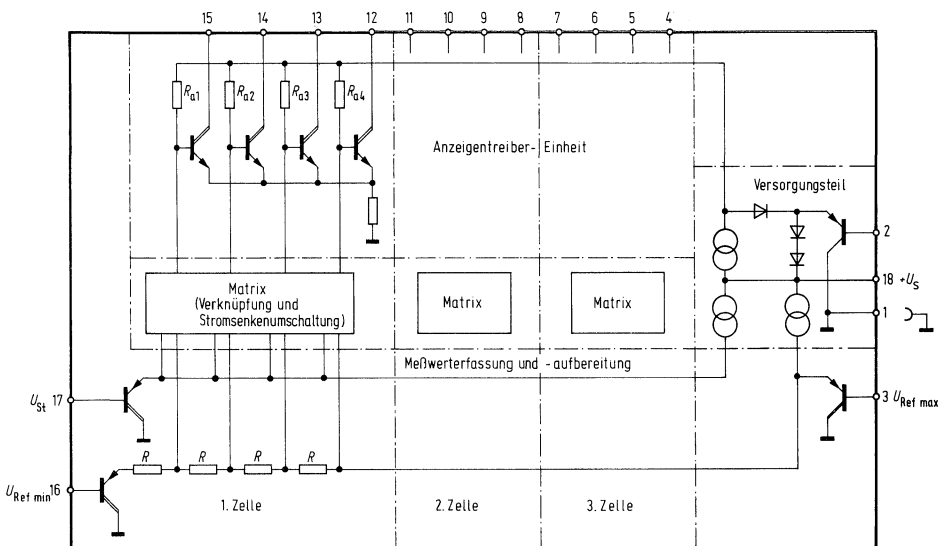 15 14 13 12 11 10 9 8 7 6 5 4
Ra1 Ra2 Ra3 Ra4
Anzeigentreiber-Einheit
Versorgungsteil
2
18 +US
1
Matrix
(Verknüpfung und
Stromsenkenumschaltung)
Matrix
Matrix
Meßwerterfassung und -aufbereitung
USt 17
3 URef max
R R R R
URef min 16
1. Zelle
2. Zelle
3. Zelle